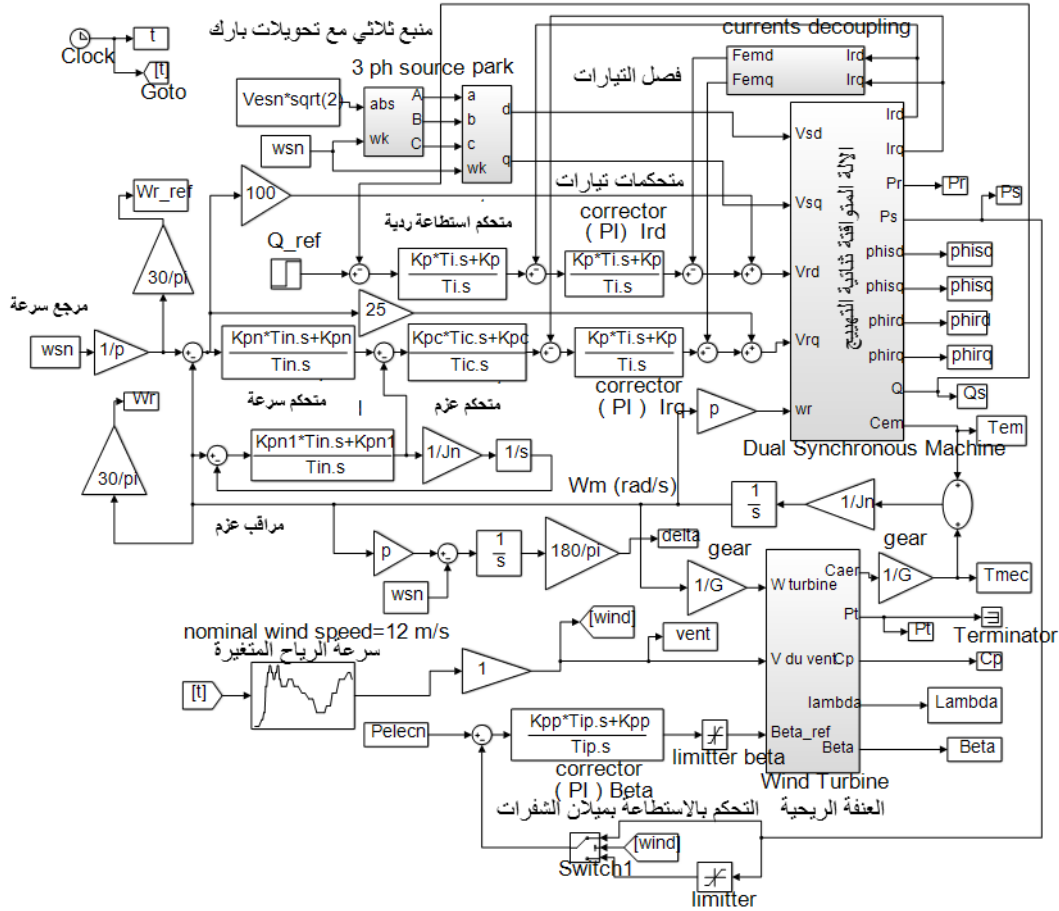 Clock
t
[t]
Goto
منبع ثلاثي مع تحويلات بارك
3 ph source park
Vesn*sqrt(2)
wsn
abs
wk
A
B
C
a
b
c
wk
d
q
currents decoupling
فصل التيارات
Femd
Femq
Ird
Irq
Wr_ref
30/pi
100
متحكمات تيارات
متحكم استطاعة ردية
corrector
( PI) Ird
Q_ref
Kp*Ti.s+Kp
Ti.s
Kp*Ti.s+Kp
Ti.s
25
مرجع سرعة
wsn
1/p
Kpn*Tin.s+Kpn
Tin.s
Kpc*Tic.s+Kpc
Tic.s
Kp*Ti.s+Kp
Ti.s
corrector
( PI ) Irq
متحكم سرعة
متحكم عزم
Vsd
Vsq
Vrd
Vrq
wr
الالة المتواقتة ثنائية التهييج
Ird
Irq
Pr
Ps
phisd
phisq
phird
phirq
Q
Cem
Pr
Ps
phisd
phisq
phird
phirq
Qs
Tem
Dual Synchronous Machine
Wr
30/pi
Kpn1*Tin.s+Kpn1
Tin.s
1/Jn
1/s
p
Wm (rad/s)
1
s
1/Jn
مراقب عزم
p
wsn
1
s
180/pi
delta
gear
1/G
gear
1/G
Tmec
W turbine
V du vent
Beta_ref
Caer
Pt
Cp
lambda
Beta
Pt
Terminator
Cp
Lambda
Beta
Wind Turbine
العنفة الريحية
nominal wind speed=12 m/s
سرعة الرياح المتغيرة
[t]
1
[wind]
vent
Pelecn
Kpp*Tip.s+Kpp
Tip.s
corrector
( PI ) Beta
limitter beta
التحكم بالاستطاعة بميلان الشفرات
[wind]
Switch1
limitter